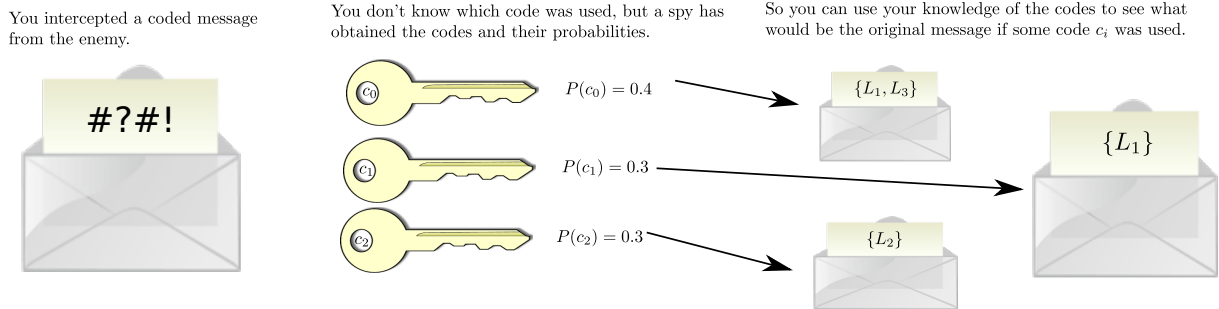 You intercepted a coded message
from the enemy.
#?#!
You don't know which code was used, but a spy has
obtained the codes and their probabilities.
c₀ P(c₀) = 0.4
c₁ P(c₁) = 0.3
c₂ P(c₂) = 0.3
So you can use your knowledge of the codes to see what
would be the original message if some code cᵢ was used.
{L₁, L₃}
{L₁}
{L₂}